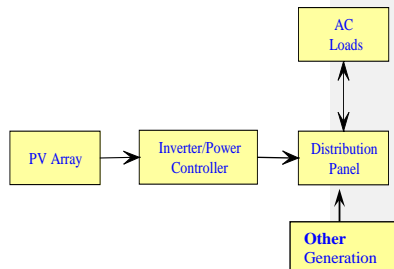 AC
Loads
PV Array
Inverter/Power
Controller
Distribution
Panel
Other
Generation